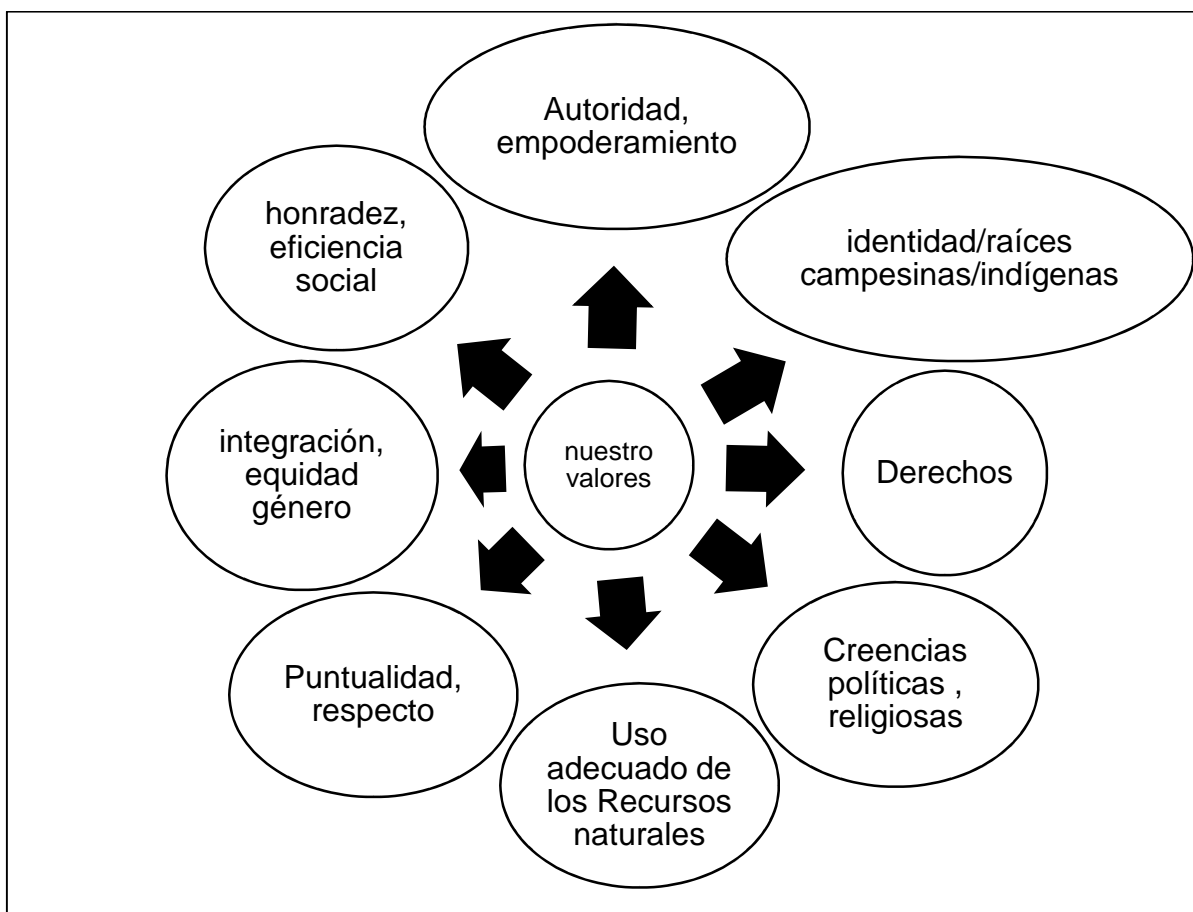 Autoridad,
empoderamiento
identidad/raíces
campesinas/indígenas
Derechos
Creencias
políticas ,
religiosas
Uso
adecuado de
los Recursos
naturales
Puntualidad,
respecto
integración,
equidad
género
honradez,
eficiencia
social
nuestro
valores